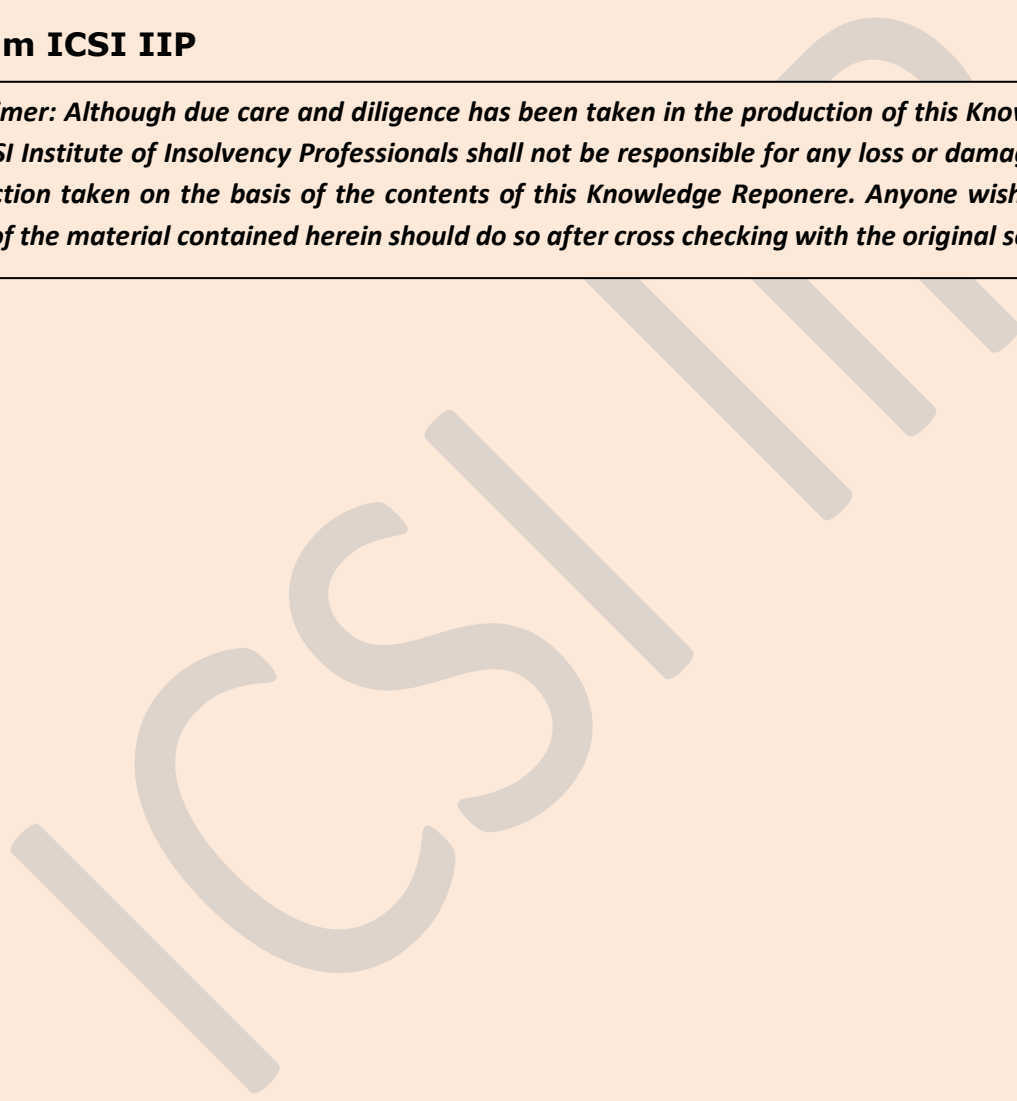 m ICSI IIP
imer: Although due care and diligence has been taken in the production of this Know
SI Institute of Insolvency Professionals shall not be responsible for any loss or damag
ction taken on the basis of the contents of this Knowledge Reponere. Anyone wish
of the material contained herein should do so after cross checking with the original s
ICSI II